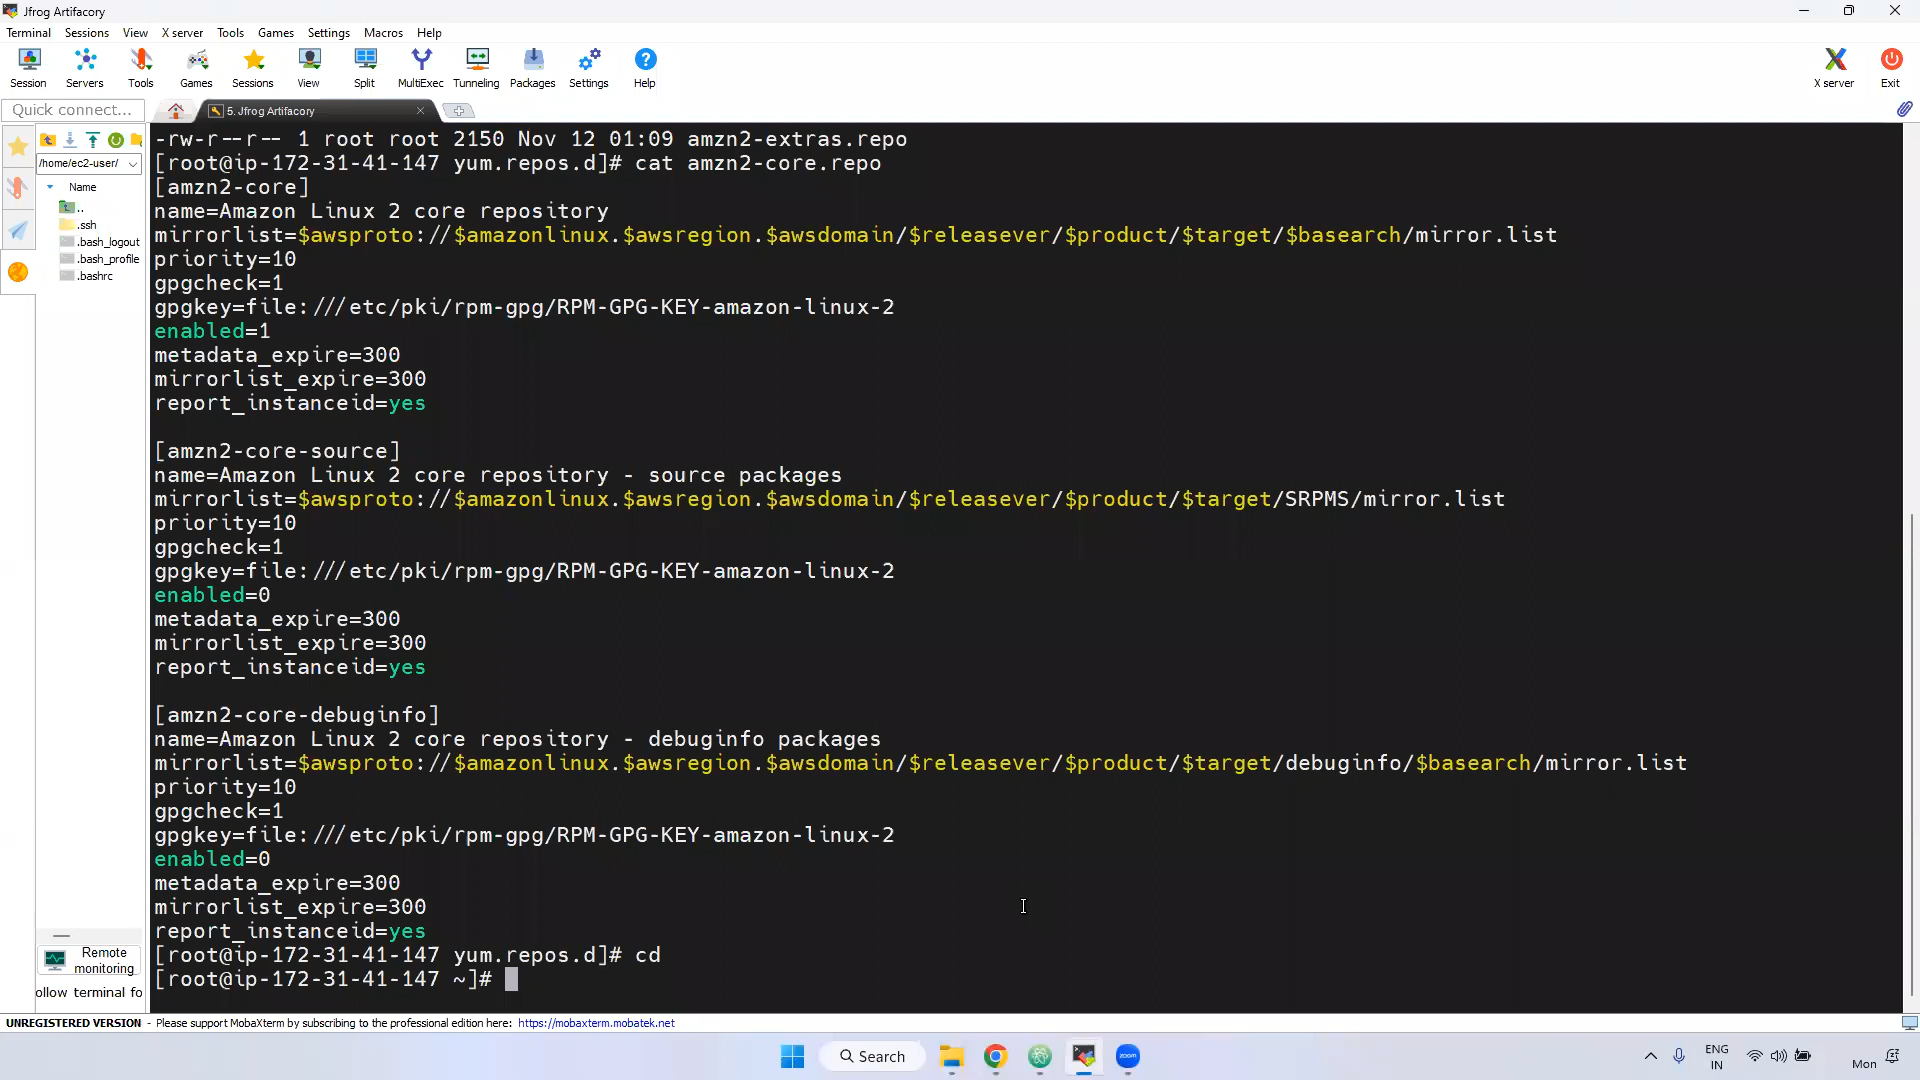 Jfrog Artifacory
Terminal Sessions View X server Tools Games Settings Macros Help
Session Servers Tools Games Sessions View Split MultiExec Tunneling Packages Settings Help X server Exit
Quick connect... 5. Jfrog Artifacory
/home/ec2-user/
Name
..
.ssh
.bash_logout
.bash_profile
.bashrc
-rw-r--r-- 1 root root 2150 Nov 12 01:09 amzn2-extras.repo
[root@ip-172-31-41-147 yum.repos.d]# cat amzn2-core.repo
[amzn2-core]
name=Amazon Linux 2 core repository
mirrorlist=$awsproto://$amazonlinux.$awsregion.$awsdomain/$releasever/$product/$target/$basearch/mirror.list
priority=10
gpgcheck=1
gpgkey=file:///etc/pki/rpm-gpg/RPM-GPG-KEY-amazon-linux-2
enabled=1
metadata_expire=300
mirrorlist_expire=300
report_instanceid=yes
[amzn2-core-source]
name=Amazon Linux 2 core repository - source packages
mirrorlist=$awsproto://$amazonlinux.$awsregion.$awsdomain/$releasever/$product/$target/SRPMS/mirror.list
priority=10
gpgcheck=1
gpgkey=file:///etc/pki/rpm-gpg/RPM-GPG-KEY-amazon-linux-2
enabled=0
metadata_expire=300
mirrorlist_expire=300
report_instanceid=yes
[amzn2-core-debuginfo]
name=Amazon Linux 2 core repository - debuginfo packages
mirrorlist=$awsproto://$amazonlinux.$awsregion.$awsdomain/$releasever/$product/$target/debuginfo/$basearch/mirror.list
priority=10
gpgcheck=1
gpgkey=file:///etc/pki/rpm-gpg/RPM-GPG-KEY-amazon-linux-2
enabled=0
metadata_expire=300
mirrorlist_expire=300
report_instanceid=yes
[root@ip-172-31-41-147 yum.repos.d]# cd
[root@ip-172-31-41-147 ~]#
Remote
monitoring
ollow terminal fo
UNREGISTERED VERSION - Please support MobaXterm by subscribing to the professional edition here: https://mobaxterm.mobatek.net
Search
zoom
ENG
IN
Mon